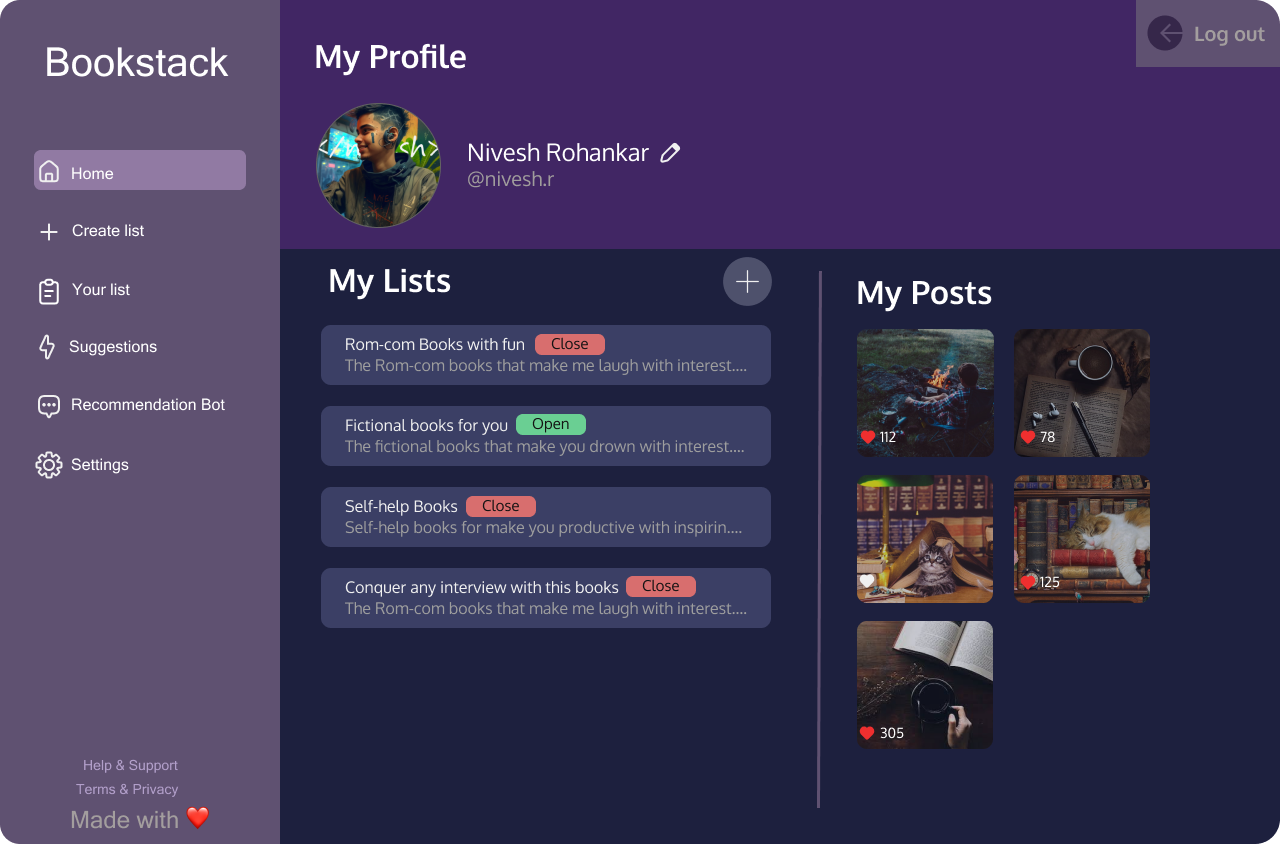 Bookstack
Home
Create list
Your list
Suggestions
Recommendation Bot
Settings
Help & Support
Terms & Privacy
Made with ❤️
Log out
My Profile
Nivesh Rohankar
@nivesh.r
My Lists
Rom-com Books with fun Close
The Rom-com books that make me laugh with interest....
Fictional books for you Open
The fictional books that make you drown with interest....
Self-help Books Close
Self-help books for make you productive with inspirin....
Conquer any interview with this books Close
The Rom-com books that make me laugh with interest....
My Posts
112
78
125
305